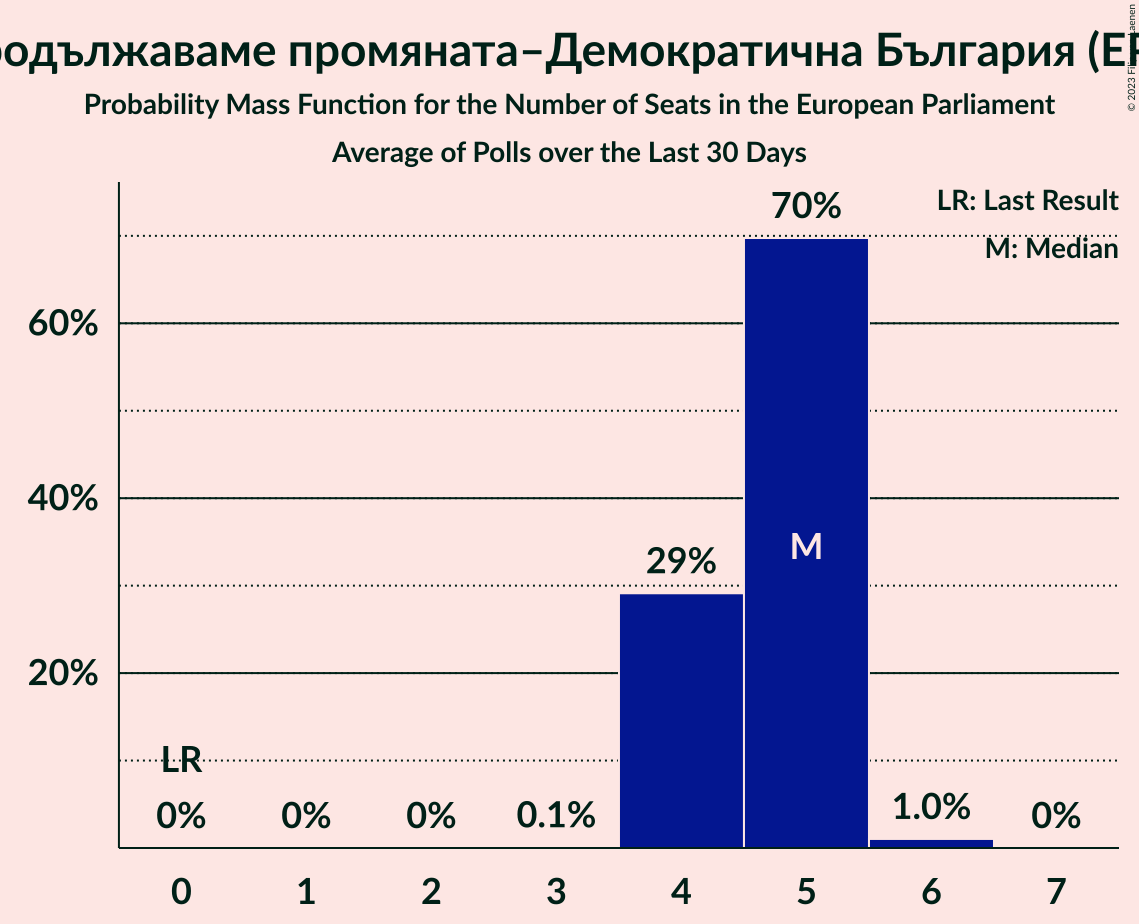 одължаваме промяната–Демократична България (EP
Probability Mass Function for the Number of Seats in the European Parliament
Average of Polls over the Last 30 Days
© 2023
LR: Last Result
M: Median
70%
60%
40%
M
29%
20%
LR
0% 0% 0% 0.1% 1.0% 0%
0 1 2 3 4 5 6 7